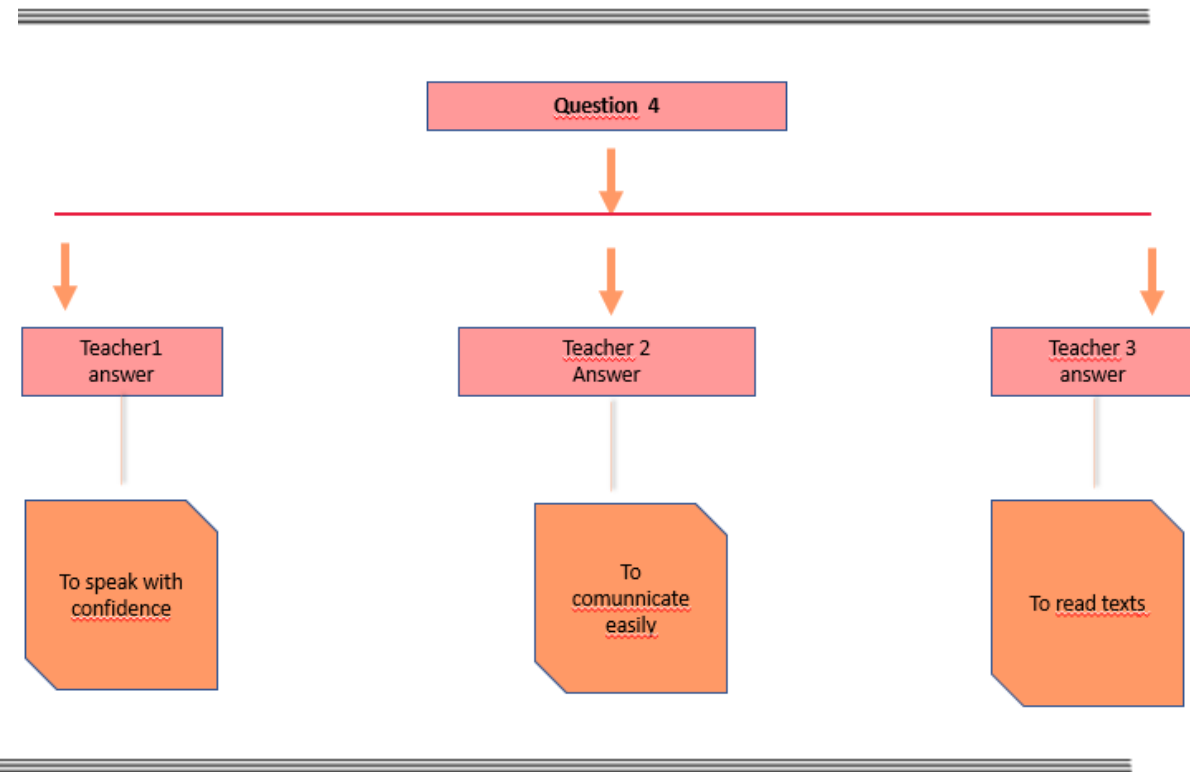 Question 4
Teacher1
answer
Teacher 2
Answer
Teacher 3
answer
To speak with
confidence
To
comunnicate
easily
To read texts